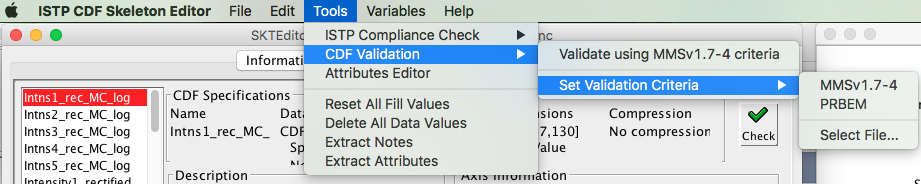 ISTP CDF Skeleton Editor File Edit Tools Variables Help
SKTEdito
nc
Informa
ISTP Compliance Check
CDF Validation
Attributes Editor
Reset All Fill Values
Delete All Data Values
Extract Notes
Extract Attributes
Validate using MMSv1.7-4 criteria
Set Validation Criteria
MMSv1.7-4
PRBEM
Select File...
Intns1_rec_MC_log
Intns2_rec_MC_log
Intns3_rec_MC_log
Intns4_rec_MC_log
Intns5_rec_MC_log
Intensity1_rectified
CDF Specifications
Name Data nsions Compression
Intns1_rec_MC_ CDF 7,130] No compression
Sp
Nu Value
Check
Description
Axis Information